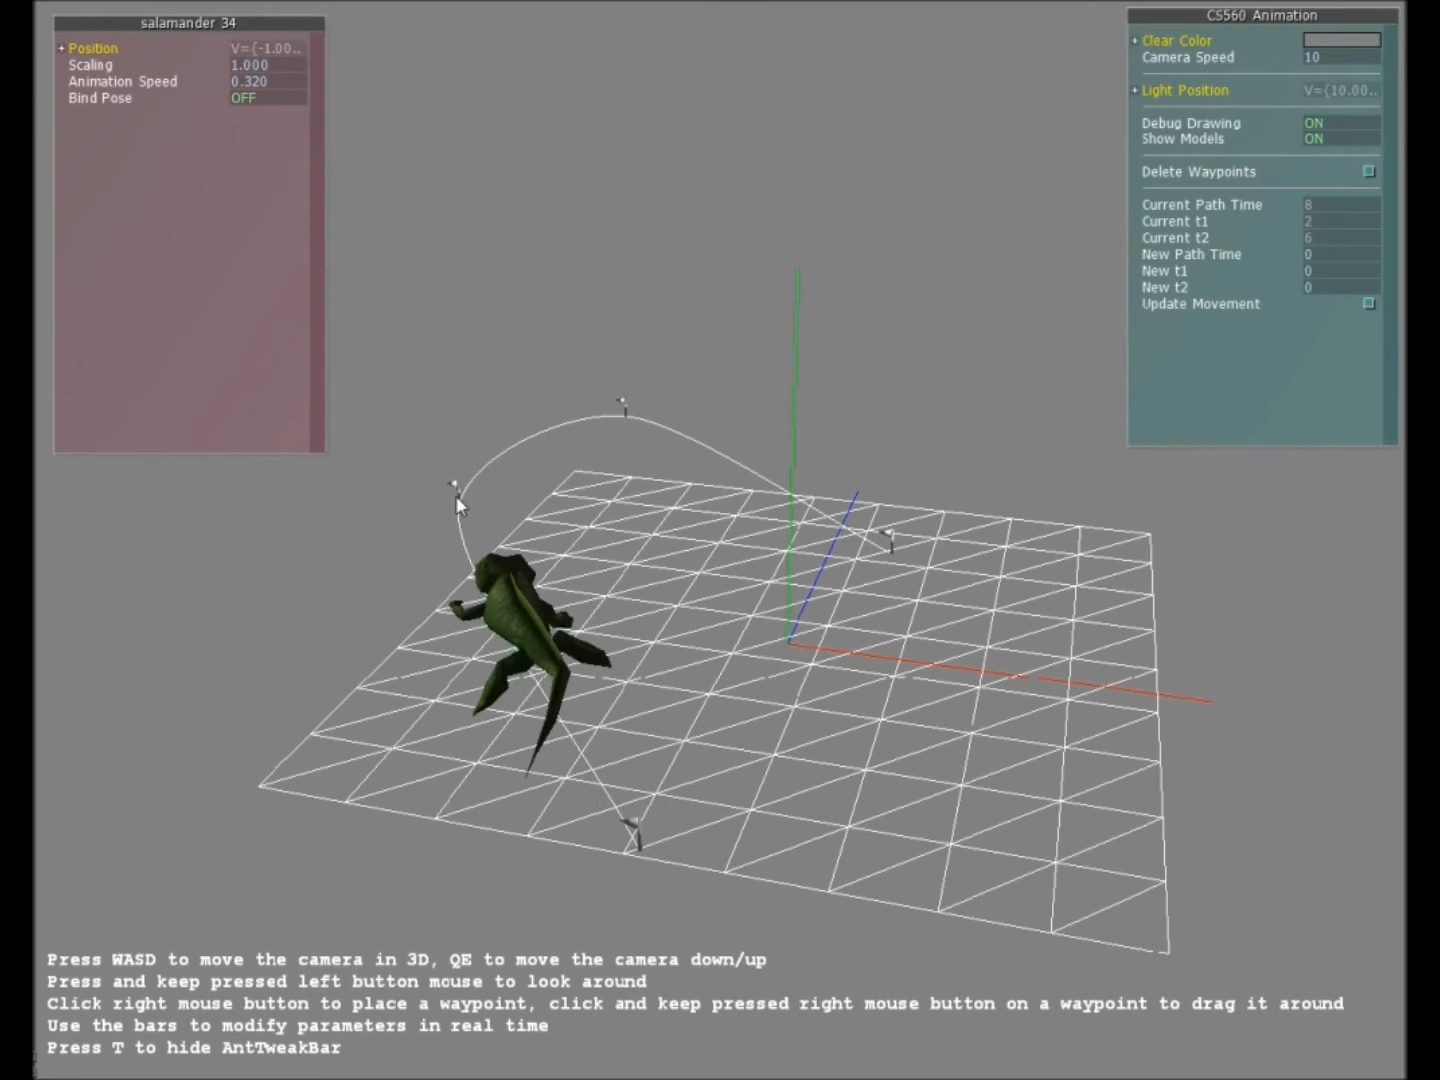 salamander 34
+ Position V={-1.00..
Scaling 1.000
Animation Speed 0.320
Bind Pose OFF
CS560 Animation
+ Clear Color
Camera Speed 10
+ Light Position V={10.00..
Debug Drawing ON
Show Models ON
Delete Waypoints
Current Path Time 8
Current t1 2
Current t2 6
New Path Time 0
New t1 0
New t2 0
Update Movement
Press WASD to move the camera in 3D, QE to move the camera down/up
Press and keep pressed left button mouse to look around
Click right mouse button to place a waypoint, click and keep pressed right mouse button on a waypoint to drag it around
Use the bars to modify parameters in real time
Press T to hide AntTweakBar